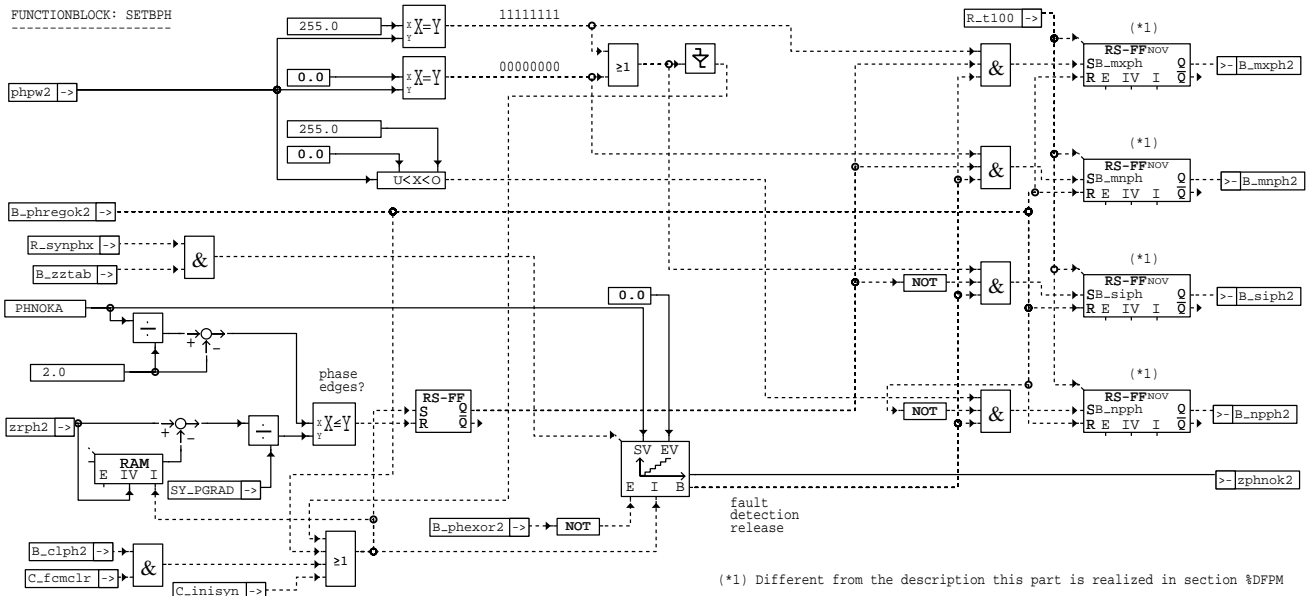 FUNCTIONBLOCK: SETBPH
255.0
X
Y
X=Y
11111111
R_t100 ->
(*1)
≥1
&
RS-FF NOV
S B_mxph Q
R E IV I Q
>- B_mxph2
0.0
X
Y
X=Y
00000000
phpw2 ->
255.0
0.0
U<X<O
(*1)
&
RS-FF NOV
S B_mnph Q
R E IV I Q
>- B_mnph2
B_phregok2 ->
R_synphx ->
B_zztab ->
&
(*1)
NOT
&
RS-FF NOV
S B_siph Q
R E IV I Q
>- B_siph2
0.0
PHNOKA
÷
+
-
2.0
phase
edges?
(*1)
RS-FF
S Q
R Q
X
Y
X≤Y
NOT
&
RS-FF NOV
S B_npph Q
R E IV I Q
>- B_npph2
zrph2 ->
+
-
÷
RAM
E IV I
SY_PGRAD ->
SV EV
E I B
>- zphnok2
fault
detection
release
B_phexor2 ->
NOT
B_clph2 ->
C_fcmclr ->
&
≥1
C_inisyn ->
(*1) Different from the description this part is realized in section %DFPM